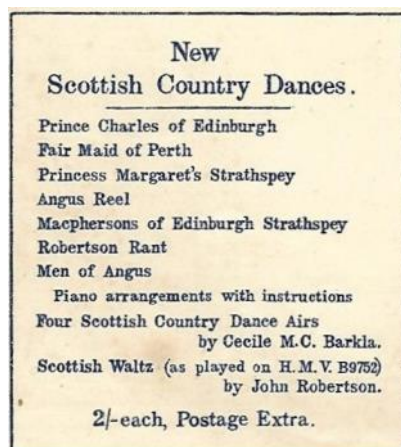 New
Scottish Country Dances.
Prince Charles of Edinburgh
Fair Maid of Perth
Princess Margaret's Strathspey
Angus Reel
Macphersons of Edinburgh Strathspey
Robertson Rant
Men of Angus
Piano arrangements with instructions
Four Scottish Country Dance Airs
by Cecile M.C. Barkla.
Scottish Waltz (as played on H.M.V. B9752)
by John Robertson.
2/-each, Postage Extra.